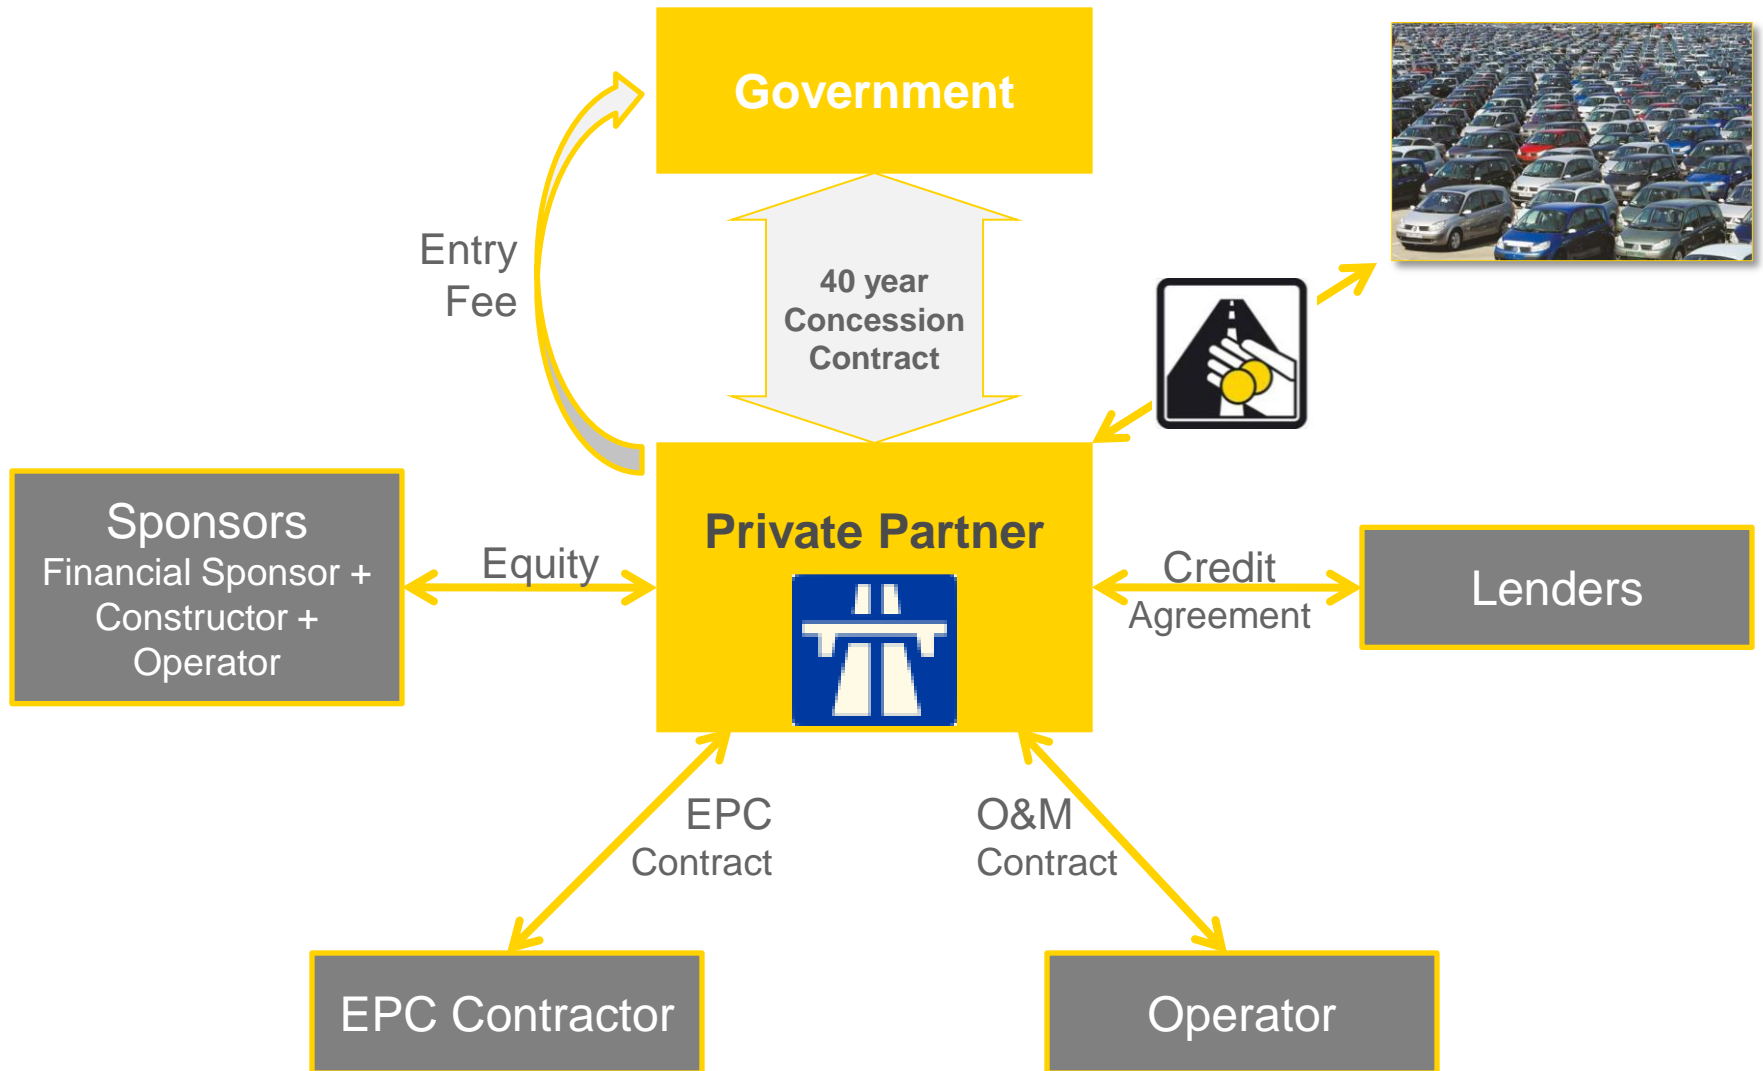 Government
Entry
Fee
40 year
Concession
Contract
Sponsors
Financial Sponsor +
Constructor +
Operator
Equity
Private Partner
Credit
Agreement
Lenders
EPC
Contract
O&M
Contract
EPC Contractor
Operator